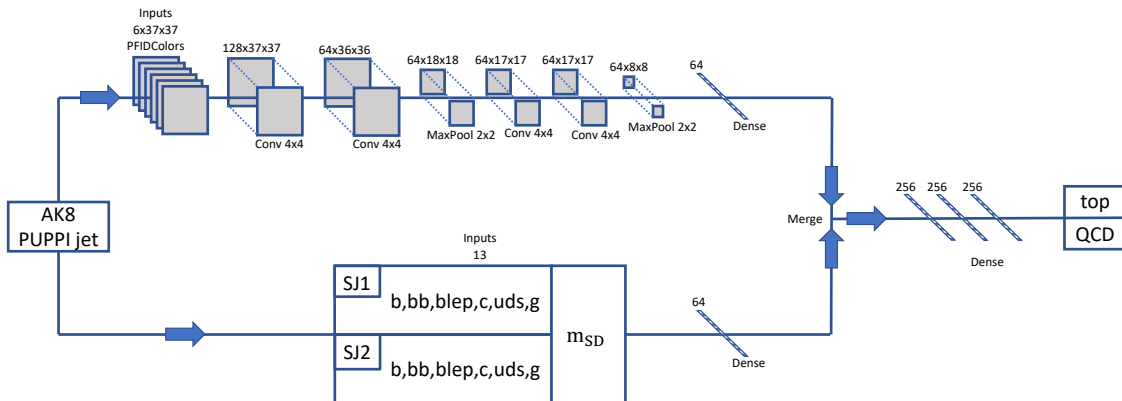 Inputs
6x37x37
PFIDColors
128x37x37
64x36x36
64x18x18
64x17x17
64x17x17
64x8x8
64
Conv 4x4
Conv 4x4
MaxPool 2x2
Conv 4x4
Conv 4x4
MaxPool 2x2
Dense
AK8
PUPPI jet
Merge
256
256
256
Dense
top
QCD
Inputs
13
SJ1
b,bb,blep,c,uds,g
SJ2
b,bb,blep,c,uds,g
mSD
64
Dense